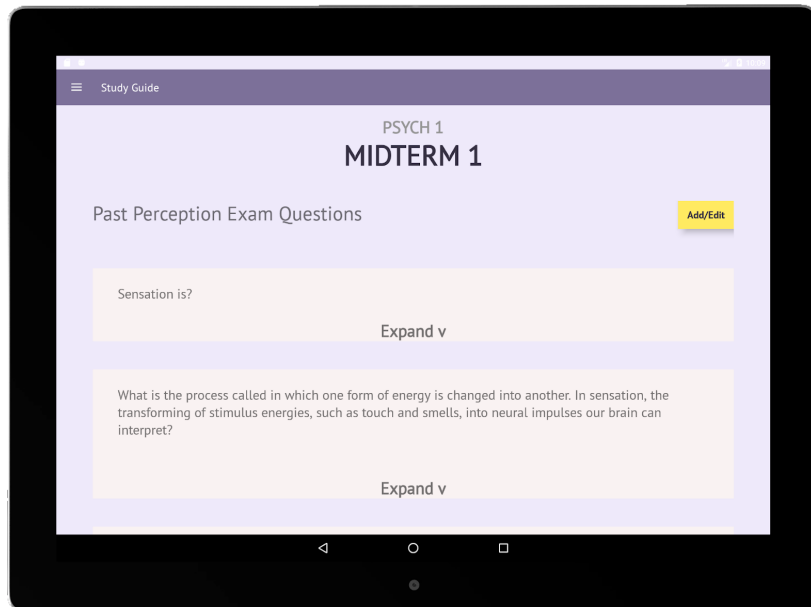 10:09
Study Guide
PSYCH 1
MIDTERM 1
Past Perception Exam Questions
Add/Edit
Sensation is?
Expand v
What is the process called in which one form of energy is changed into another. In sensation, the
transforming of stimulus energies, such as touch and smells, into neural impulses our brain can
interpret?
Expand v